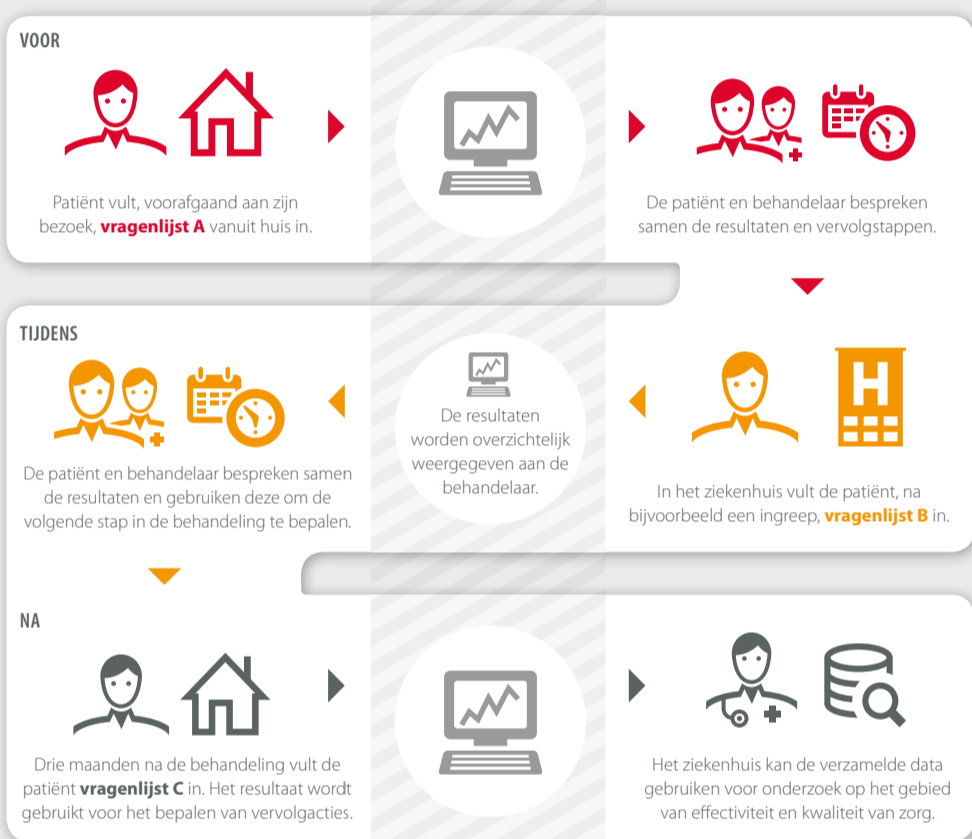 VOOR
Patiënt vult, voorafgaand aan zijn
bezoek, vragenlijst A vanuit huis in.
De patiënt en behandelaar bespreken
samen de resultaten en vervolgstappen.
TIJDENS
In het ziekenhuis vult de patiënt, na
bijvoorbeeld een ingreep, vragenlijst B in.
De resultaten
worden overzichtelijk
weergegeven aan de
behandelaar.
De patiënt en behandelaar bespreken samen
de resultaten en gebruiken deze om de
volgende stap in de behandeling te bepalen.
NA
Drie maanden na de behandeling vult de
patiënt vragenlijst C in. Het resultaat wordt
gebruikt voor het bepalen van vervolgacties.
Het ziekenhuis kan de verzamelde data
gebruiken voor onderzoek op het gebied
van effectiviteit en kwaliteit van zorg.
H